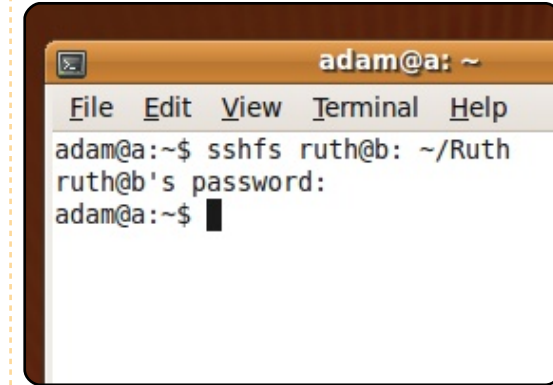 adam@a: ~
File Edit View Terminal Help
adam@a:~$ sshfs ruth@b: ~/Ruth
ruth@b's password:
adam@a:~$